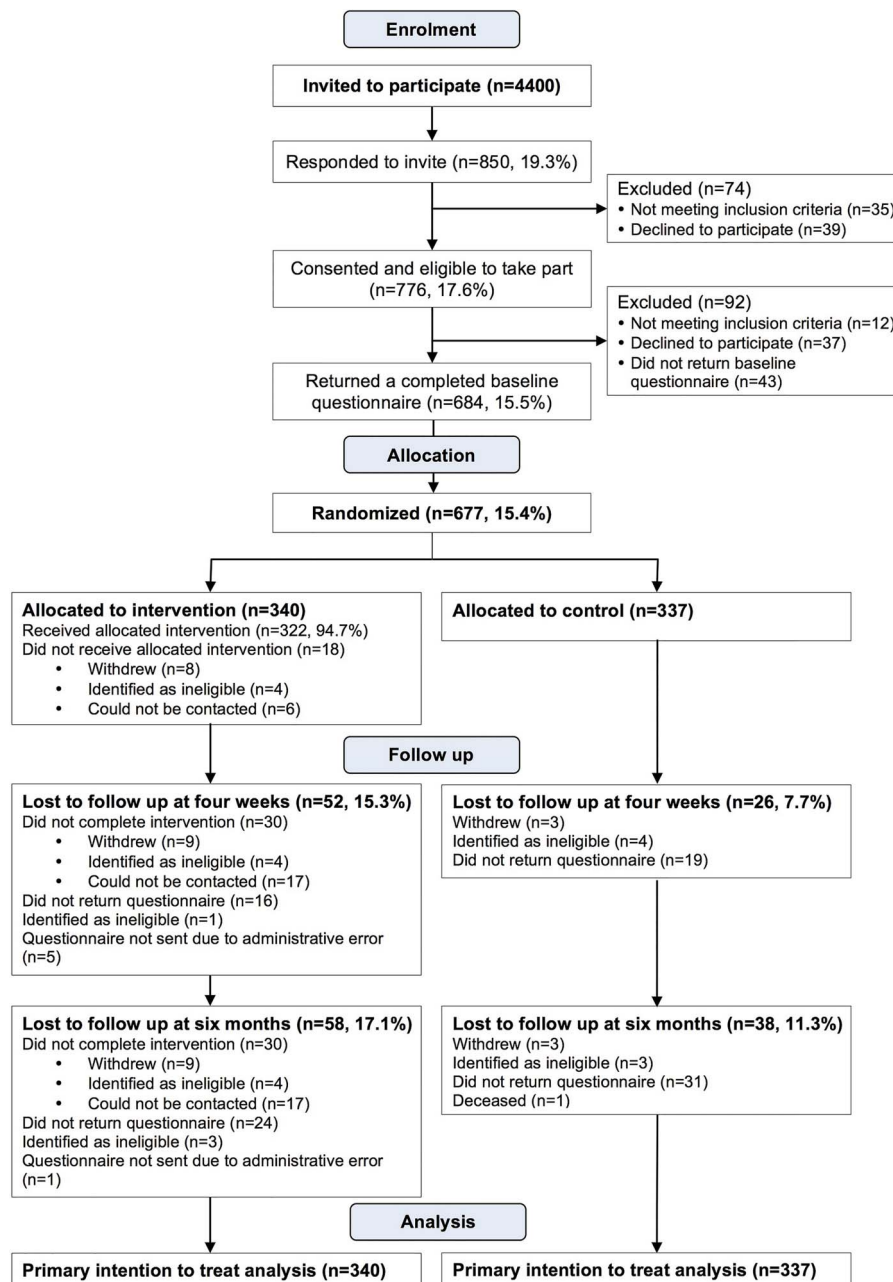 Enrolment
Invited to participate (n=4400)
Responded to invite (n=850, 19.3%)
Excluded (n=74)
• Not meeting inclusion criteria (n=35)
• Declined to participate (n=39)
Consented and eligible to take part
(n=776, 17.6%)
Excluded (n=92)
• Not meeting inclusion criteria (n=12)
• Declined to participate (n=37)
• Did not return baseline
questionnaire (n=43)
Returned a completed baseline
questionnaire (n=684, 15.5%)
Allocation
Randomized (n=677, 15.4%)
Allocated to intervention (n=340)
Received allocated intervention (n=322, 94.7%)
Did not receive allocated intervention (n=18)
• Withdrew (n=8)
• Identified as ineligible (n=4)
• Could not be contacted (n=6)
Allocated to control (n=337)
Follow up
Lost to follow up at four weeks (n=52, 15.3%)
Did not complete intervention (n=30)
• Withdrew (n=9)
• Identified as ineligible (n=4)
• Could not be contacted (n=17)
Did not return questionnaire (n=16)
Identified as ineligible (n=1)
Questionnaire not sent due to administrative error
(n=5)
Lost to follow up at four weeks (n=26, 7.7%)
Withdrew (n=3)
Identified as ineligible (n=4)
Did not return questionnaire (n=19)
Lost to follow up at six months (n=58, 17.1%)
Did not complete intervention (n=30)
• Withdrew (n=9)
• Identified as ineligible (n=4)
• Could not be contacted (n=17)
Did not return questionnaire (n=24)
Identified as ineligible (n=3)
Questionnaire not sent due to administrative error
(n=1)
Lost to follow up at six months (n=38, 11.3%)
Withdrew (n=3)
Identified as ineligible (n=3)
Did not return questionnaire (n=31)
Deceased (n=1)
Analysis
Primary intention to treat analysis (n=340)
Primary intention to treat analysis (n=337)